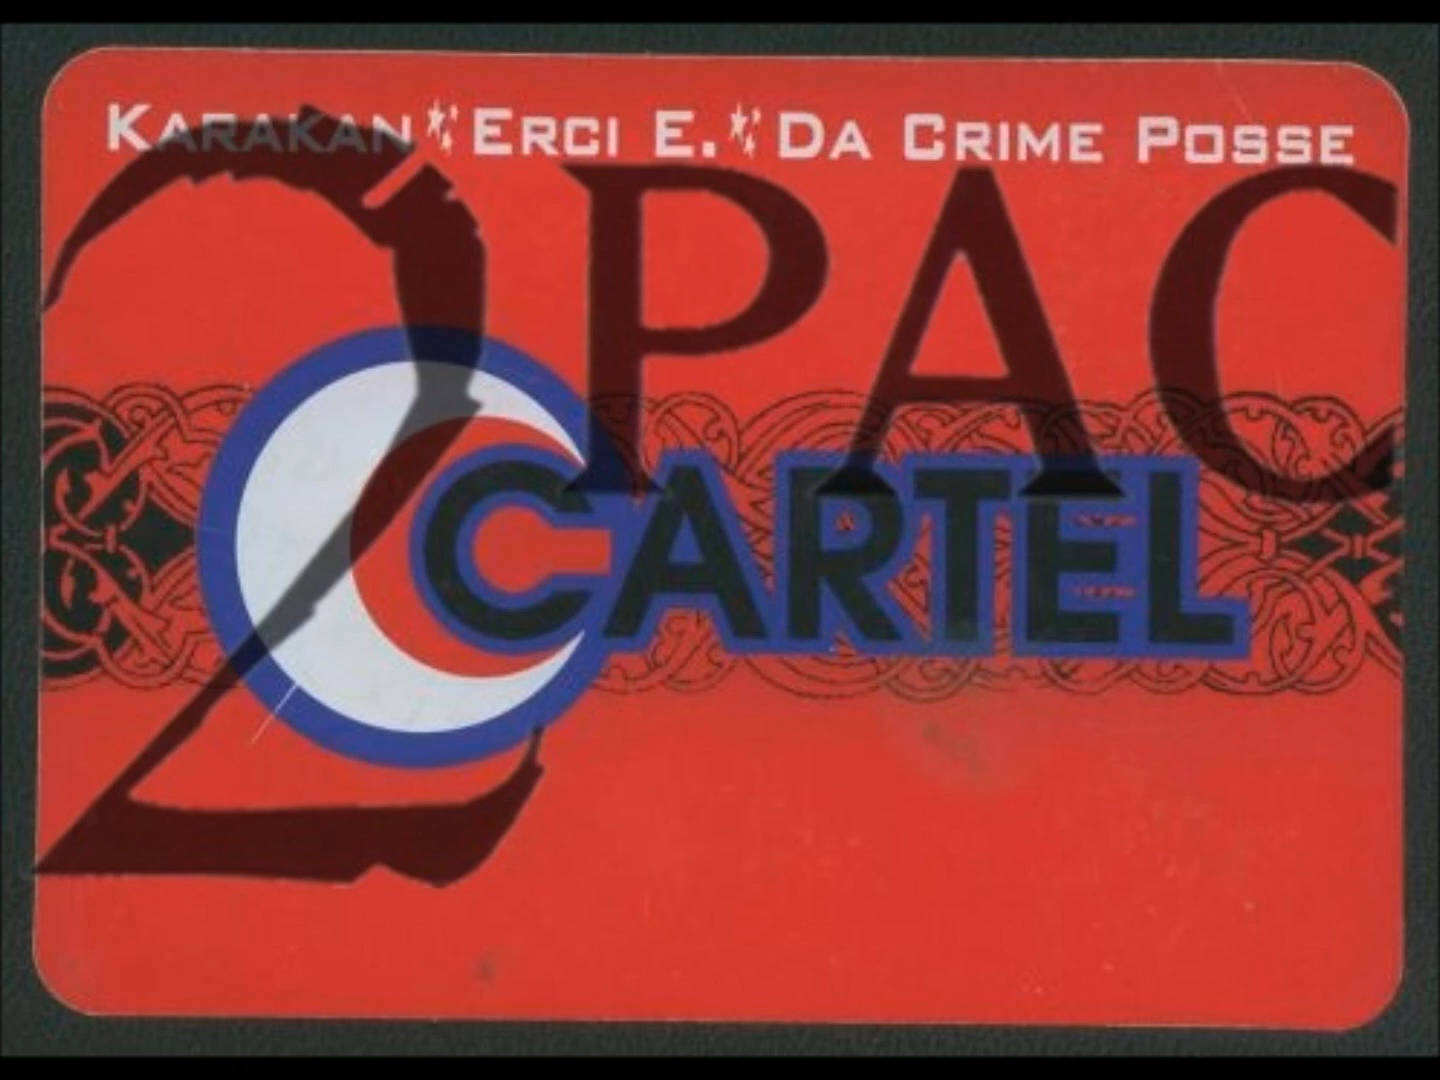 KARAKAN * ERCI E. * DA CRIME POSSE
2PAC
CARTEL